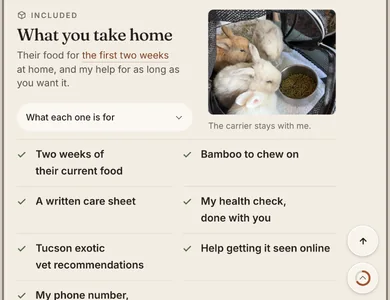 INCLUDED
What you take home
Their food for the first two weeks
at home, and my help for as long as
you want it.
What each one is for
The carrier stays with me.
Two weeks of
their current food
Bamboo to chew on
A written care sheet
My health check,
done with you
Tucson exotic
vet recommendations
Help getting it seen online
My phone number,